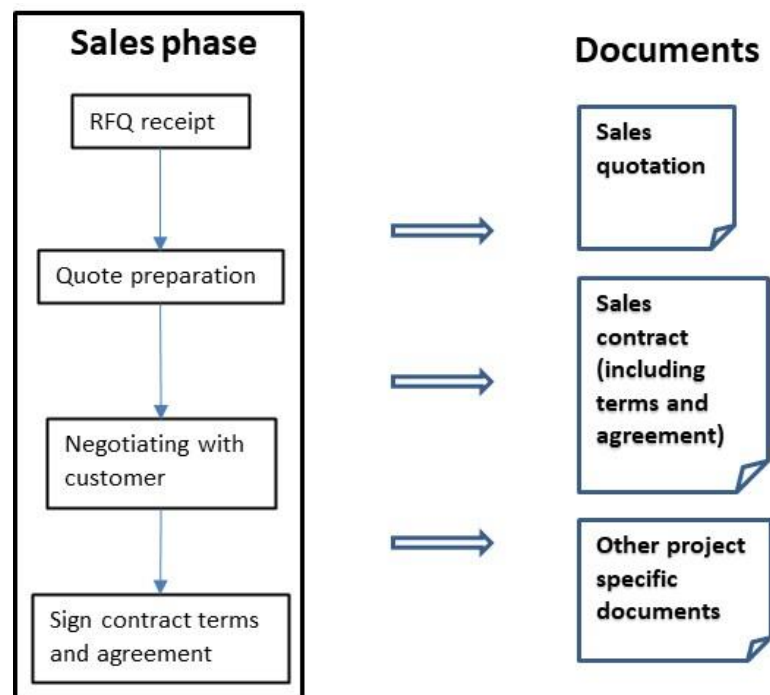 Sales phase
RFQ receipt
Quote preparation
Negotiating with
customer
Sign contract terms
and agreement
Documents
Sales
quotation
Sales
contract
(including
terms and
agreement)
Other project
specific
documents